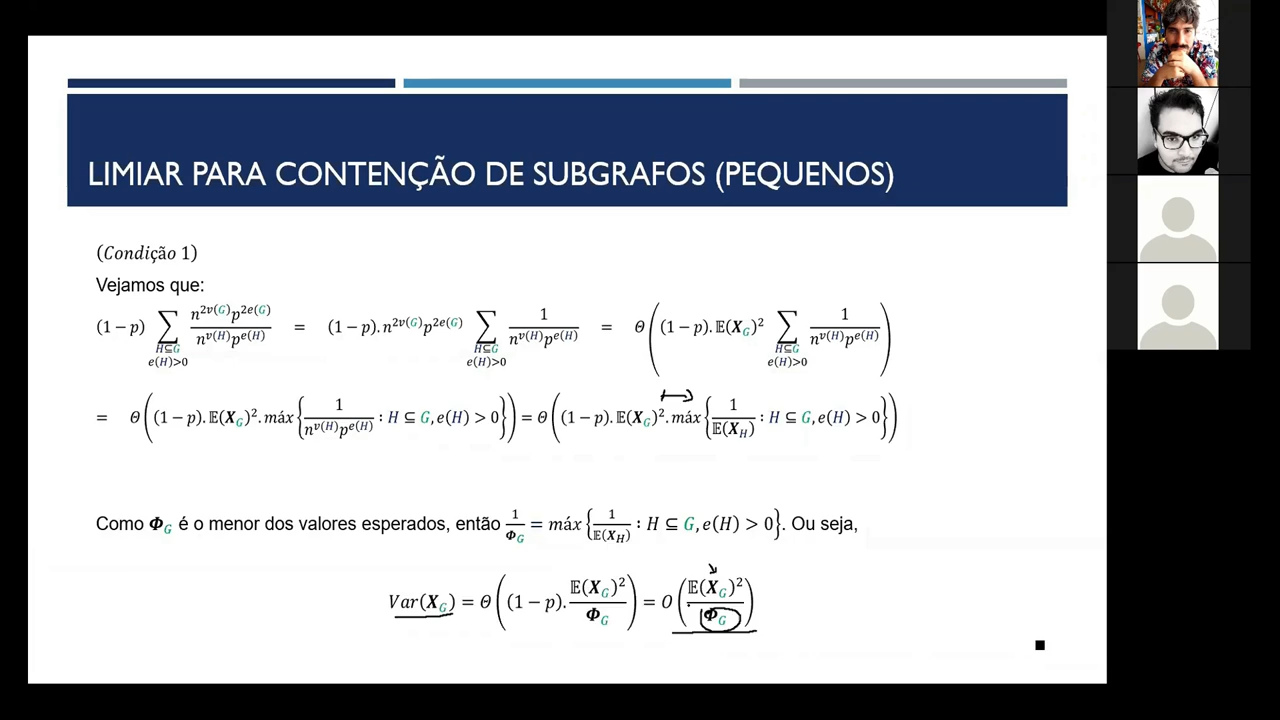 LIMIAR PARA CONTENÇÃO DE SUBGRAFOS (PEQUENOS)
(Condição 1)
Vejamos que:
(1 − p) ∑_{H⊆G, e(H)>0} n^{2v(G)}p^{2e(G)} / n^{v(H)}p^{e(H)} = (1 − p). n^{2v(G)}p^{2e(G)} ∑_{H⊆G, e(H)>0} 1 / n^{v(H)}p^{e(H)} = Θ((1 − p). 𝔼(X_G)² ∑_{H⊆G, e(H)>0} 1 / n^{v(H)}p^{e(H)})
= Θ((1 − p). 𝔼(X_G)². máx{1 / n^{v(H)}p^{e(H)} : H ⊆ G, e(H) > 0}) = Θ((1 − p). 𝔼(X_G)². máx{1 / 𝔼(X_H) : H ⊆ G, e(H) > 0})
Como Φ_G é o menor dos valores esperados, então 1/Φ_G = máx{1/𝔼(X_H) : H ⊆ G, e(H) > 0}. Ou seja,
Var(X_G) = Θ((1 − p). 𝔼(X_G)² / Φ_G) = O(𝔼(X_G)² / Φ_G)